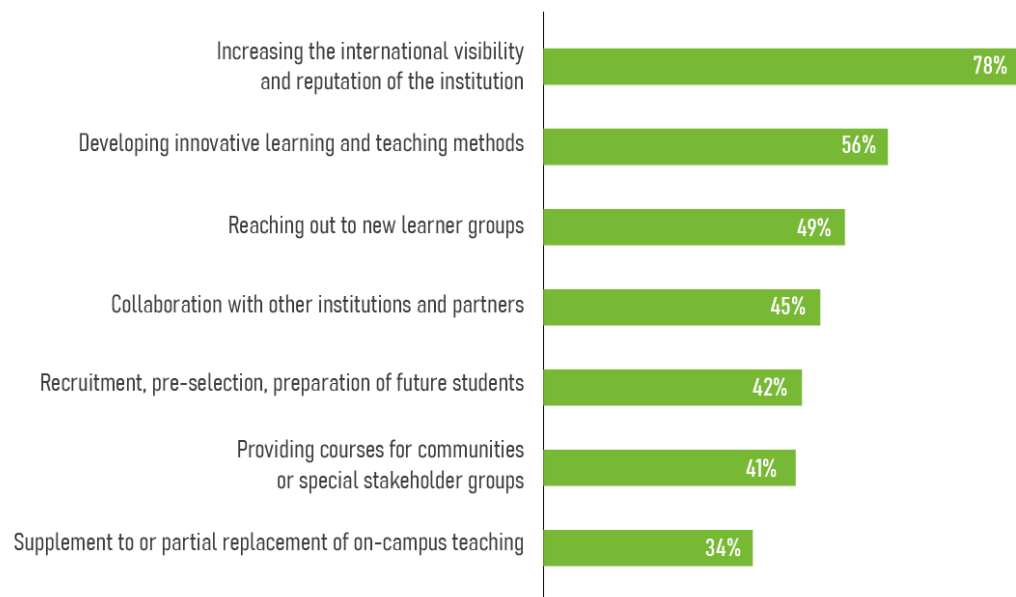 Increasing the international visibility
and reputation of the institution
78%
Developing innovative learning and teaching methods
56%
Reaching out to new learner groups
49%
Collaboration with other institutions and partners
45%
Recruitment, pre-selection, preparation of future students
42%
Providing courses for communities
or special stakeholder groups
41%
Supplement to or partial replacement of on-campus teaching
34%